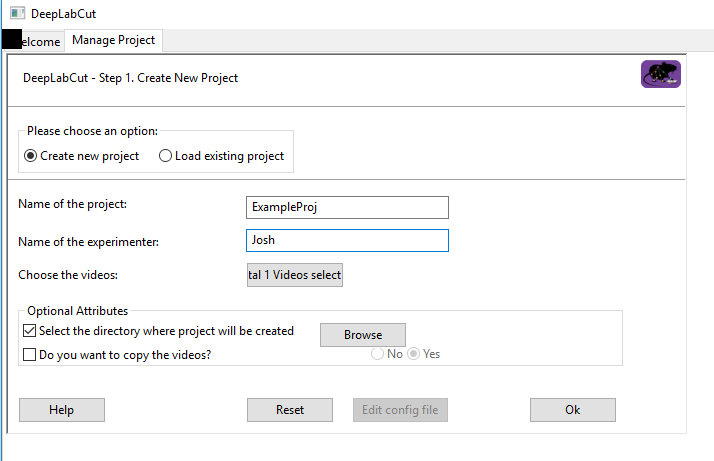 DeepLabCut
elcome Manage Project
DeepLabCut - Step 1. Create New Project
Please choose an option:
Create new project Load existing project
Name of the project: ExampleProj
Name of the experimenter: Josh
Choose the videos: tal 1 Videos select
Optional Attributes
Select the directory where project will be created Browse
Do you want to copy the videos? No Yes
Help Reset Edit config file Ok